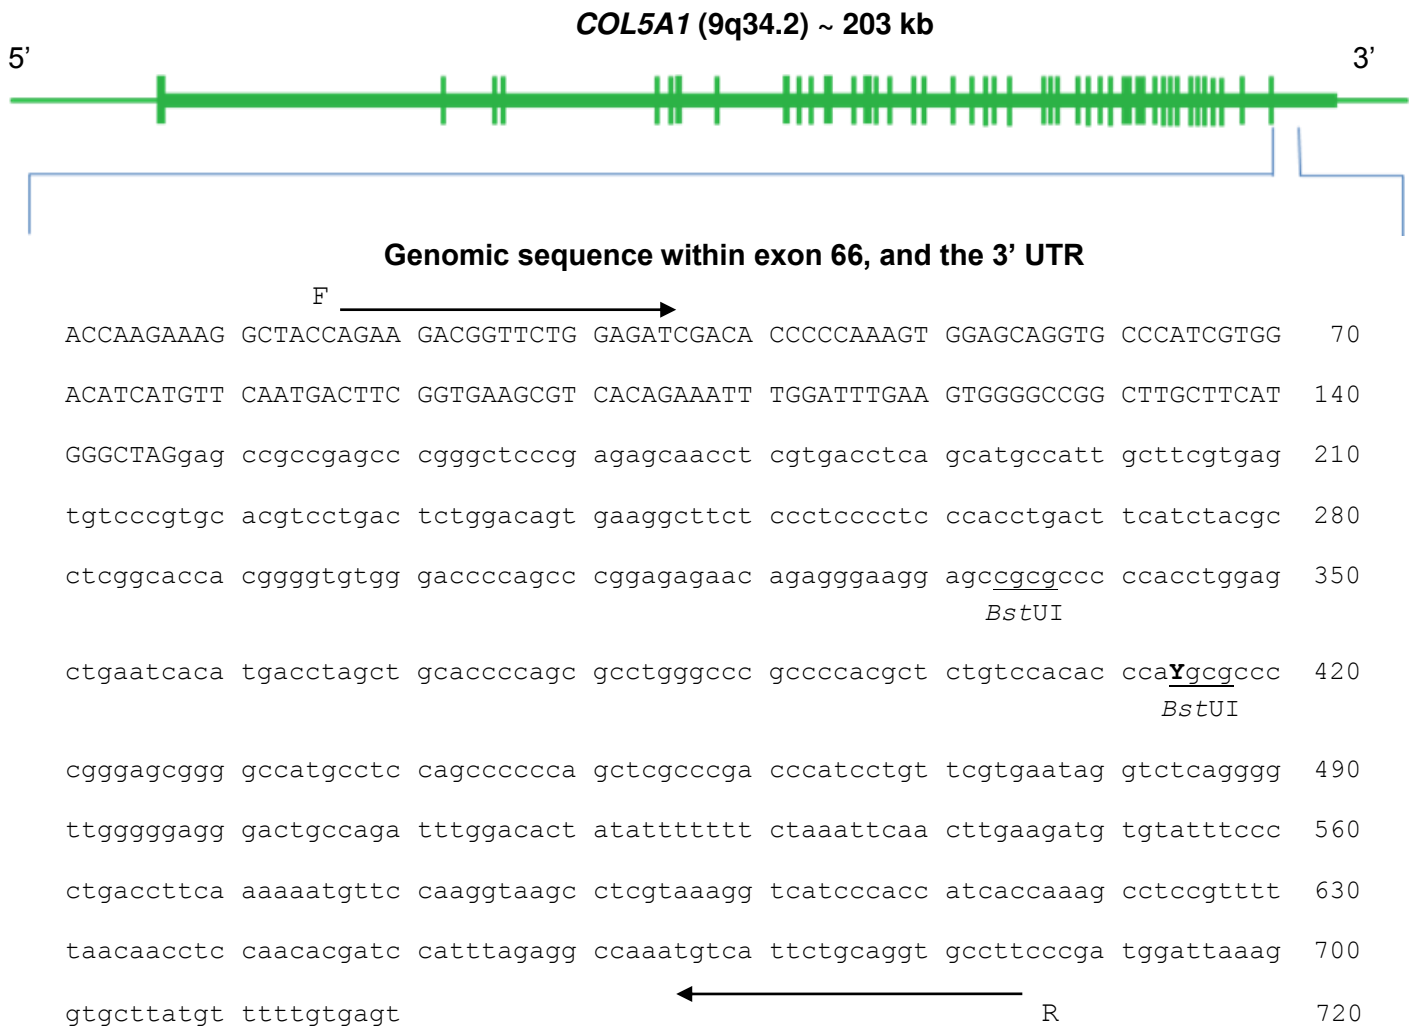 COL5A1 (9q34.2) ~ 203 kb
5’ 3’
Genomic sequence within exon 66, and the 3’ UTR
F
ACCAAGAAAG GCTACCAGAA GACGGTTCTG GAGATCGACA CCCCCAAAGT GGAGCAGGTG CCCATCGTGG 70
ACATCATGTT CAATGACTTC GGTGAAGCGT CACAGAAATT TGGATTTGAA GTGGGGCCGG CTTGCTTCAT 140
GGGCTAGgag ccgccgagcc cgggctcccg agagcaacct cgtgacctca gcatgccatt gcttcgtgag 210
tgtcccgtgc acgtcctgac tctggacagt gaaggcttct ccctcccctc ccacctgact tcatctacgc 280
ctcggcacca cggggtgtgg gaccccagcc cggagagaac agagggaagg agccgcgccc ccacctggag 350
BstUI
ctgaatcaca tgacctagct gcaccccagc gcctgggccc gccccacgct ctgtccacac ccaYgcgccc 420
BstUI
cgggagcggg gccatgcctc cagcccccca gctcgcccga cccatcctgt tcgtgaatag gtctcagggg 490
ttgggggagg gactgccaga tttggacact atattttttt ctaaattcaa cttgaagatg tgtatttccc 560
ctgaccttca aaaaatgttc caaggtaagc ctcgtaaagg tcatcccacc atcaccaaag cctccgtttt 630
taacaacctc caacacgatc catttagagg ccaaatgtca ttctgcaggt gccttcccga tggattaaag 700
gtgcttatgt ttttgtgagt R 720